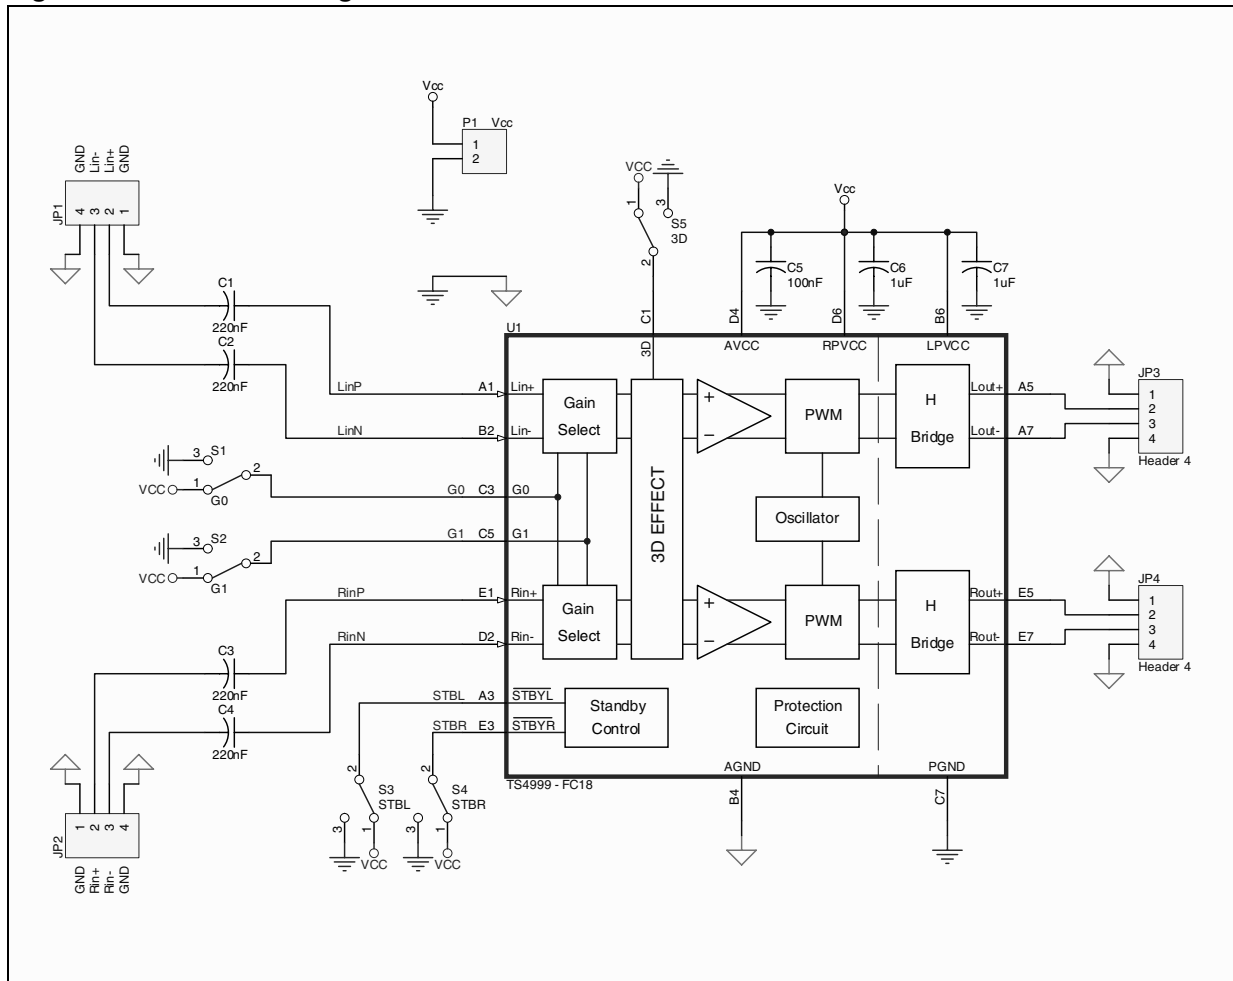 Vcc
P1 Vcc
1
2
GND
Lin-
Lin+
GND
4
3
2
1
JP1
VCC
1
3
S5
3D
2
C1
3D
Vcc
C5
100nF
C6
1uF
C7
1uF
D4
D6
B6
U1
AVCC
RPVCC
LPVCC
C1
220nF
C2
220nF
LinP
A1
Lin+
LinN
B2
Lin-
Gain
Select
3D EFFECT
+
−
PWM
H
Bridge
Lout+
A5
Lout-
A7
JP3
1
2
3
4
Header 4
3
S1
VCC
1
2
G0
G0
C3
G0
3
S2
VCC
1
2
G1
G1
C5
G1
Oscillator
RinP
E1
Rin+
RinN
D2
Rin-
Gain
Select
+
−
PWM
H
Bridge
Rout+
E5
Rout-
E7
JP4
1
2
3
4
Header 4
C3
220nF
C4
220nF
STBL
A3
STBYL
STBR
E3
STBYR
Standby
Control
Protection
Circuit
AGND
PGND
TS4999 - FC18
B4
C7
2
S3
STBL
3
1
VCC
2
S4
STBR
3
1
VCC
JP2
1
2
3
4
GND
Rin+
Rin-
GND